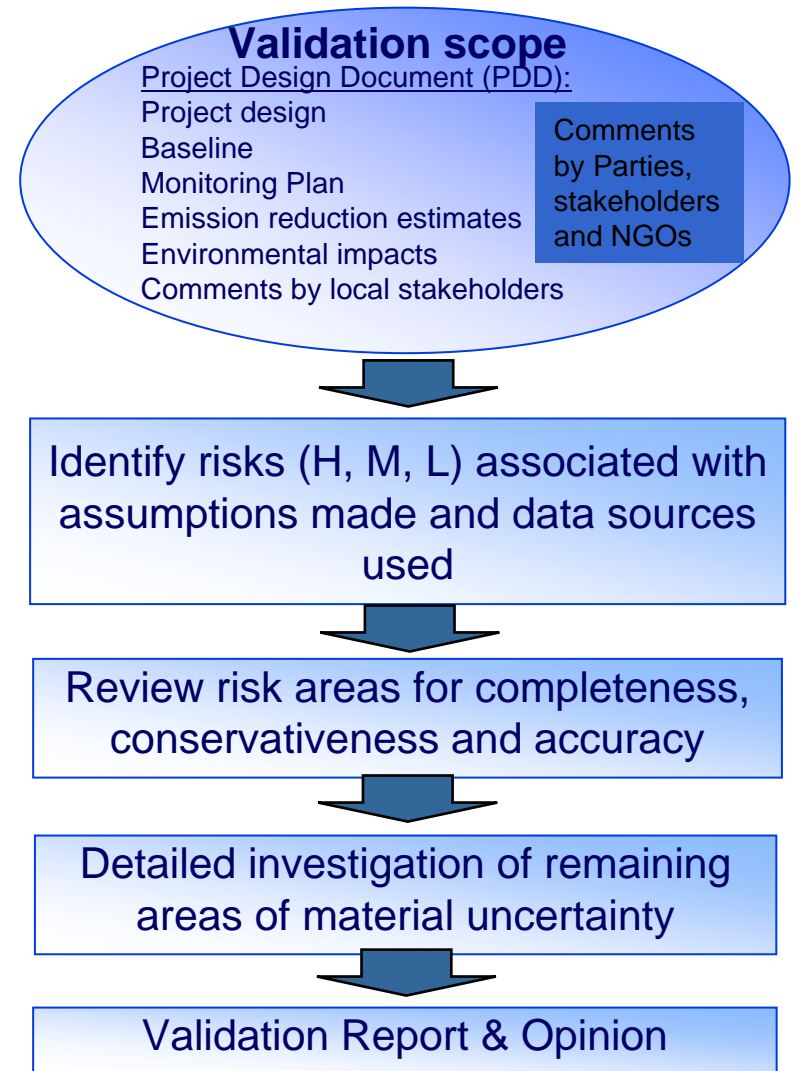 Validation scope
Project Design Document (PDD):
Project design
Baseline
Monitoring Plan
Emission reduction estimates
Environmental impacts
Comments by local stakeholders
Comments
by Parties,
stakeholders
and NGOs
Identify risks (H, M, L) associated with
assumptions made and data sources
used
Review risk areas for completeness,
conservativeness and accuracy
Detailed investigation of remaining
areas of material uncertainty
Validation Report & Opinion